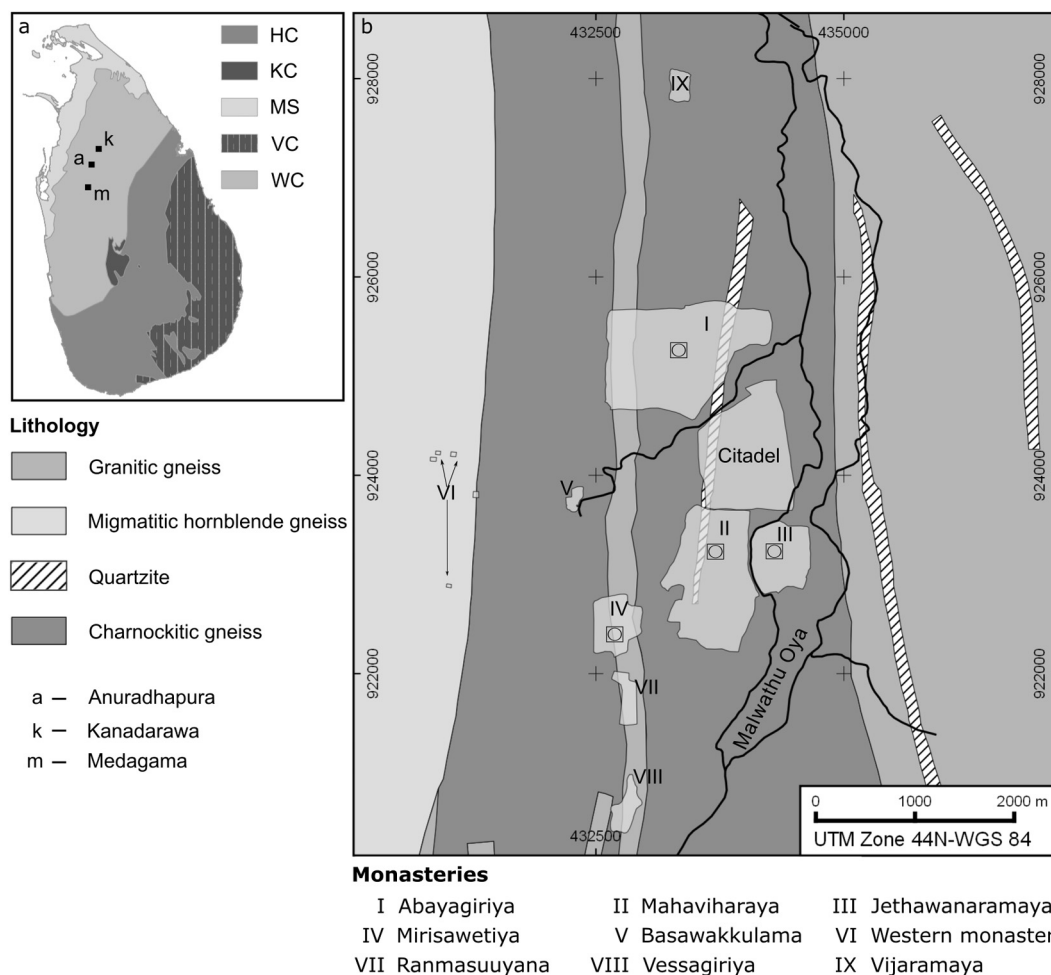 a
HC
KC
MS
VC
WC
k
a
m
Lithology
Granitic gneiss
Migmatitic hornblende gneiss
Quartzite
Charnockitic gneiss
a – Anuradhapura
k – Kanadarawa
m – Medagama
b
432500
435000
928000
928000
IX
926000
926000
I
Citadel
924000
924000
VI
V
II
III
IV
922000
922000
VII
Malwathu Oya
VIII
432500
0 1000 2000 m
UTM Zone 44N-WGS 84
Monasteries
I Abayagiriya II Mahaviharaya III Jethawanaramaya
IV Mirisawetiya V Basawakkulama VI Western monaster
VII Ranmasuuyana VIII Vessagiriya IX Vijaramaya